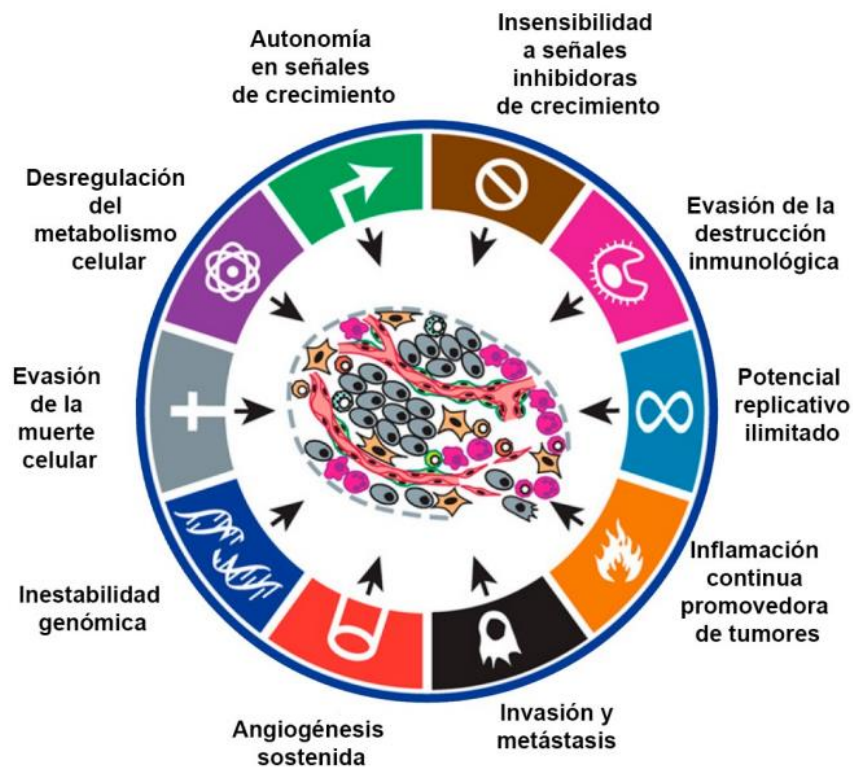 Autonomía
en señales
de crecimiento
Insensibilidad
a señales
inhibidoras
de crecimiento
Evasión de la
destrucción
inmunológica
Potencial
replicativo
ilimitado
Inflamación
continua
promovedora
de tumores
Invasión y
metástasis
Angiogénesis
sostenida
Inestabilidad
genómica
Evasión
de la
muerte
celular
Desregulación
del
metabolismo
celular